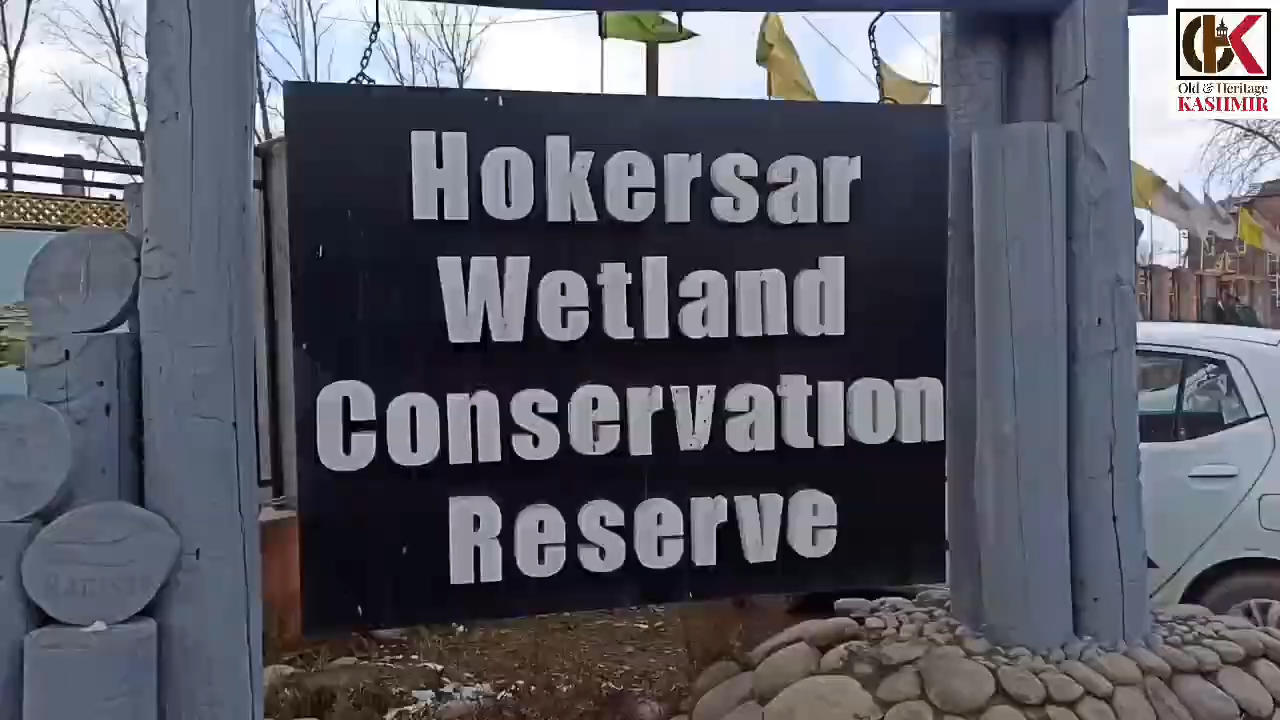 Hokersar
Wetland
Conservation
Reserve
Old & Heritage
KASHMIR